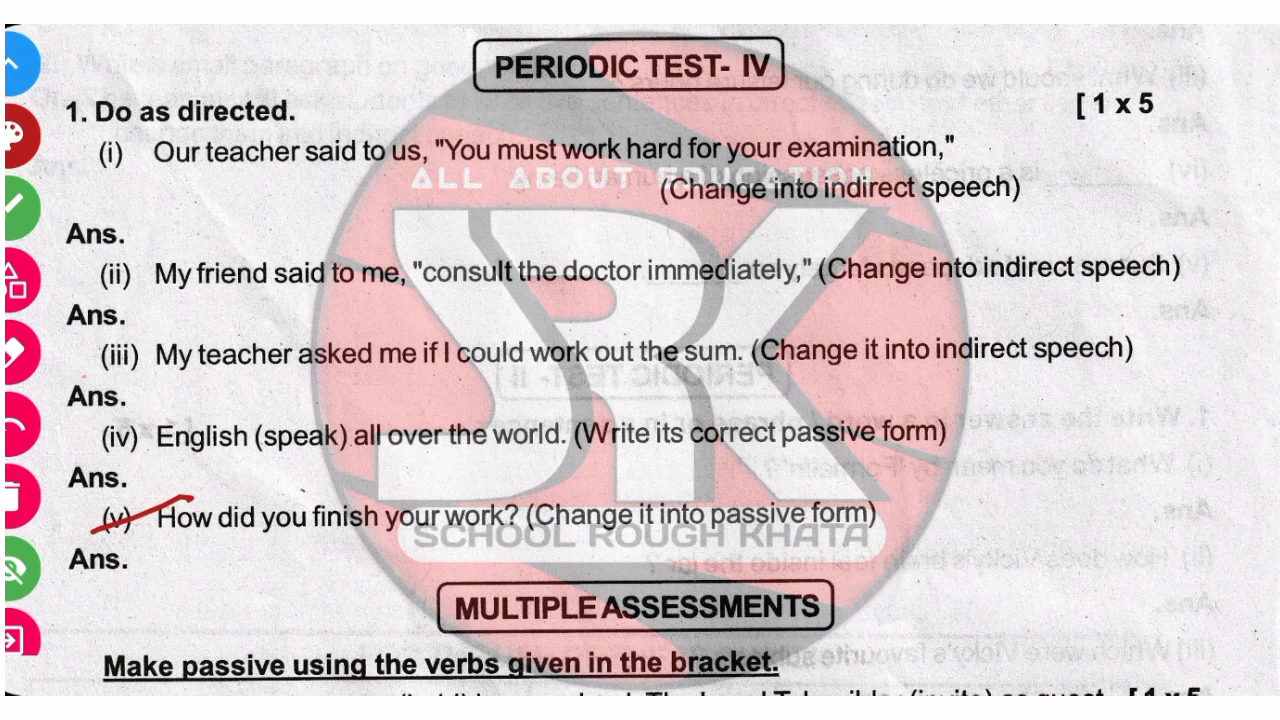 PERIODIC TEST- IV
1. Do as directed. [ 1 x 5
(i) Our teacher said to us, "You must work hard for your examination,"
ALL ABOUT EDUCATION
(Change into indirect speech)
Ans.
(ii) My friend said to me, "consult the doctor immediately," (Change into indirect speech)
Ans.
(iii) My teacher asked me if I could work out the sum. (Change it into indirect speech)
Ans.
(iv) English (speak) all over the world. (Write its correct passive form)
Ans.
(v) How did you finish your work? (Change it into passive form)
SRK
SCHOOL ROUGH KHATA
Ans.
MULTIPLE ASSESSMENTS
Make passive using the verbs given in the bracket.
[ 1 x 5